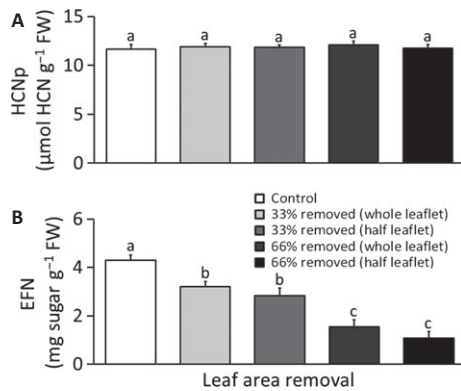 A
HCNp
(μmol HCN g⁻¹ FW)
15
10
5
0
a
a
a
a
a
Control
33% removed (whole leaflet)
33% removed (half leaflet)
66% removed (whole leaflet)
66% removed (half leaflet)
B
EFN
(mg sugar g⁻¹ FW)
6
4
2
0
a
b
b
c
c
Leaf area removal